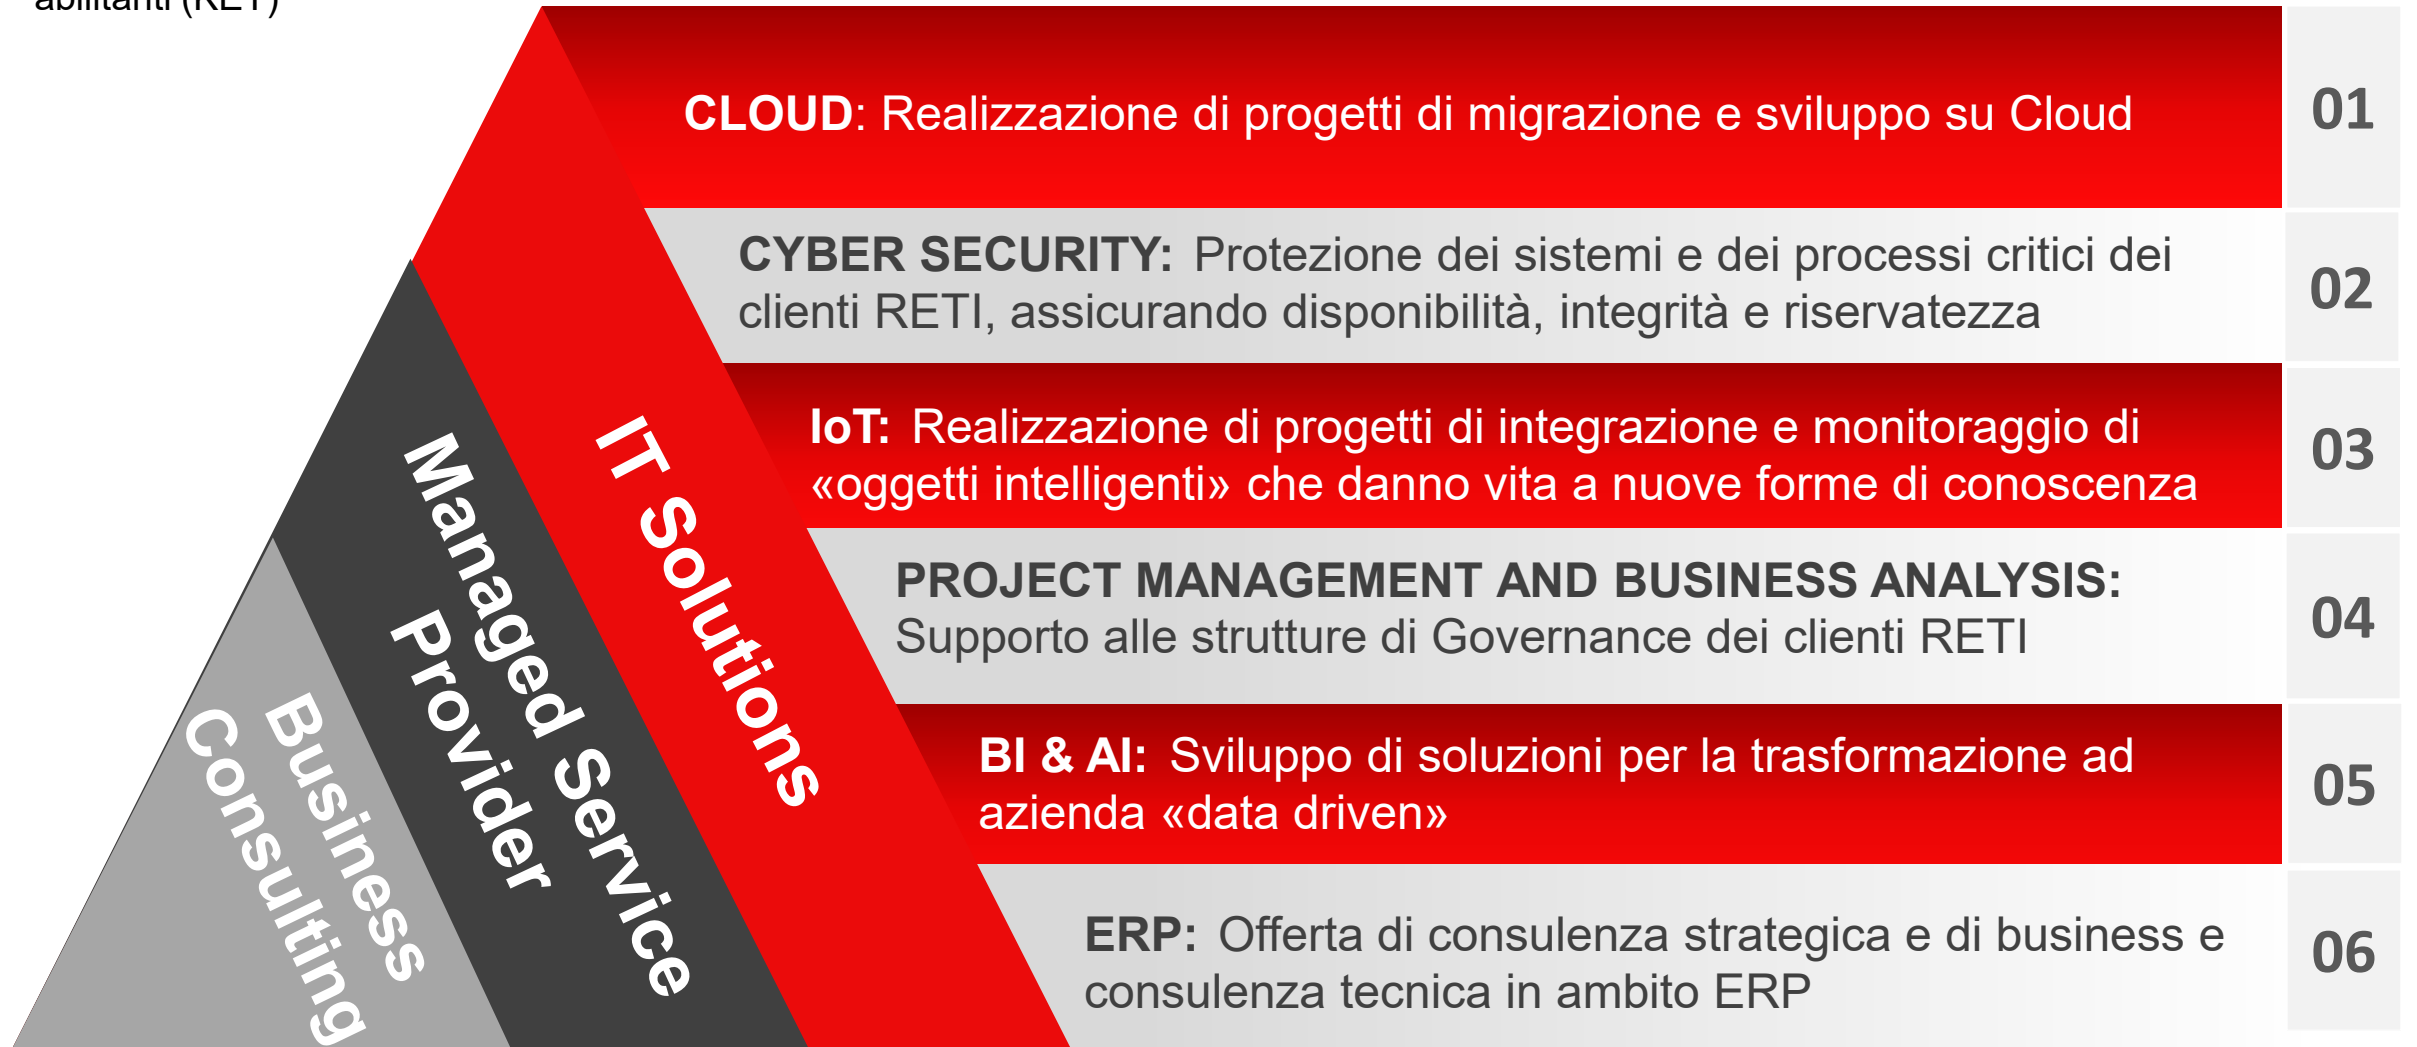 abilitanti (KET)
CLOUD: Realizzazione di progetti di migrazione e sviluppo su Cloud
01
CYBER SECURITY: Protezione dei sistemi e dei processi critici dei
clienti RETI, assicurando disponibilità, integrità e riservatezza
02
IoT: Realizzazione di progetti di integrazione e monitoraggio di
«oggetti intelligenti» che danno vita a nuove forme di conoscenza
03
PROJECT MANAGEMENT AND BUSINESS ANALYSIS:
Supporto alle strutture di Governance dei clienti RETI
04
BI & AI: Sviluppo di soluzioni per la trasformazione ad
azienda «data driven»
05
ERP: Offerta di consulenza strategica e di business e
consulenza tecnica in ambito ERP
06
IT Solutions
Managed Service
Provider
Business
Consulting